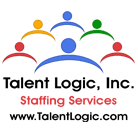 Talent Logic, Inc.
Staffing Services
www.TalentLogic.com